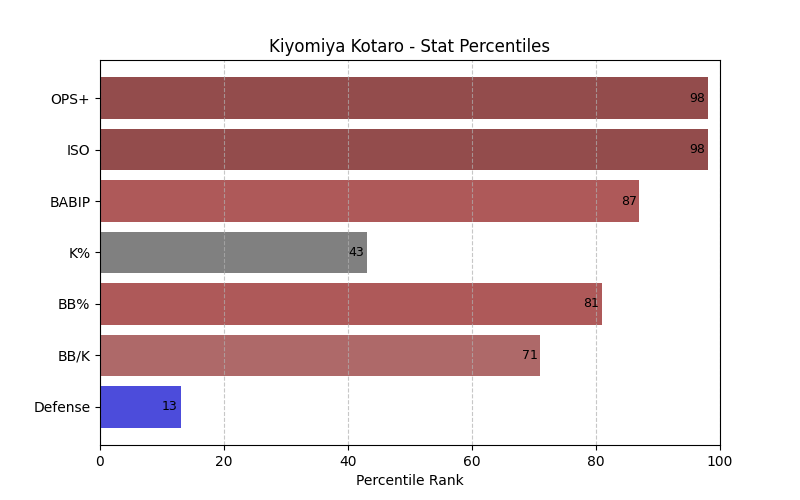 Kiyomiya Kotaro - Stat Percentiles
OPS+ 98
ISO 98
BABIP 87
K% 43
BB% 81
BB/K 71
Defense 13
0 20 40 60 80 100
Percentile Rank